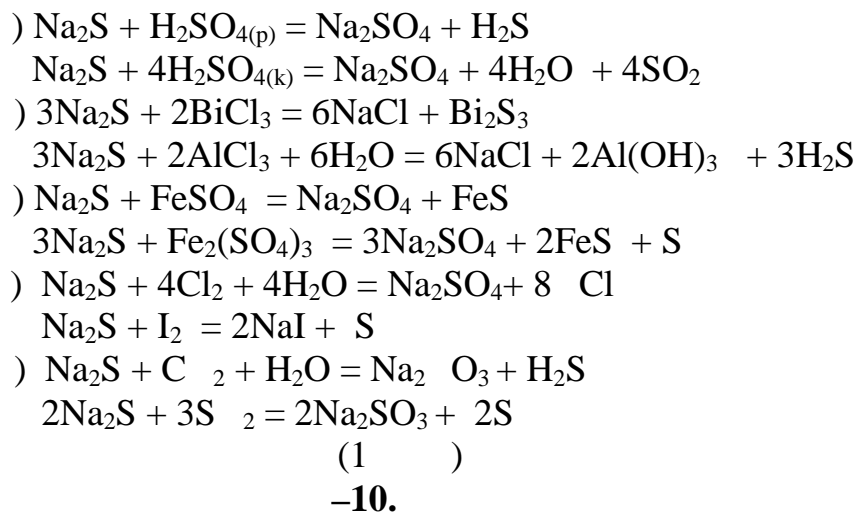 ) Na₂S + H₂SO₄₍ₚ₎ = Na₂SO₄ + H₂S
Na₂S + 4H₂SO₄₍ₖ₎ = Na₂SO₄ + 4H₂O + 4SO₂
) 3Na₂S + 2BiCl₃ = 6NaCl + Bi₂S₃
3Na₂S + 2AlCl₃ + 6H₂O = 6NaCl + 2Al(OH)₃ + 3H₂S
) Na₂S + FeSO₄ = Na₂SO₄ + FeS
3Na₂S + Fe₂(SO₄)₃ = 3Na₂SO₄ + 2FeS + S
) Na₂S + 4Cl₂ + 4H₂O = Na₂SO₄+ 8 Cl
Na₂S + I₂ = 2NaI + S
) Na₂S + C ₂ + H₂O = Na₂ O₃ + H₂S
2Na₂S + 3S ₂ = 2Na₂SO₃ + 2S
(1 )
–10.